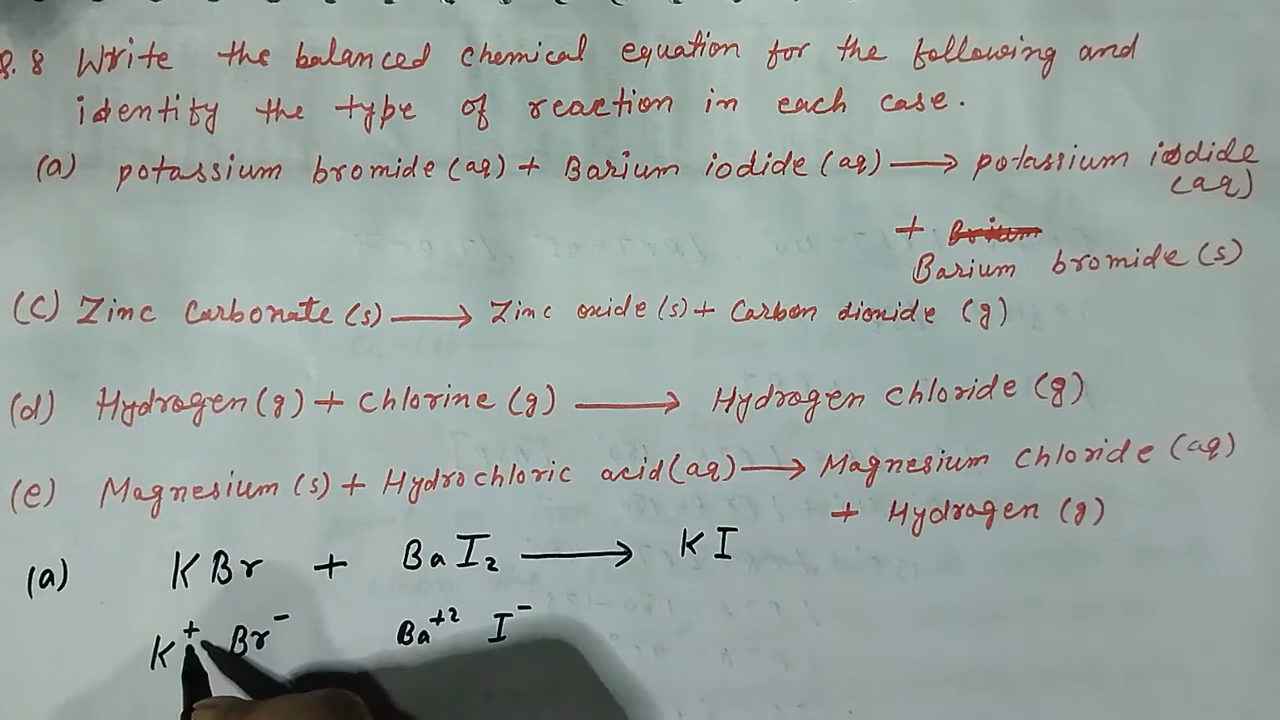 Q.8 Write the balanced chemical equation for the following and
identity the type of reaction in each case.
(a) potassium bromide (aq) + Barium iodide (aq) ⟶ potassium iodide
(aq)
+
Barium bromide (s)
(C) Zinc Carbonate (s) ⟶ Zinc oxide (s) + Carbon dioxide (g)
(d) Hydrogen (g) + Chlorine (g) ⟶ Hydrogen chloride (g)
(e) Magnesium (s) + Hydrochloric acid (aq) ⟶ Magnesium Chloride (aq)
+ Hydrogen (g)
(a) KBr + BaI₂ ⟶ KI
K⁺ Br⁻ Ba⁺² I⁻